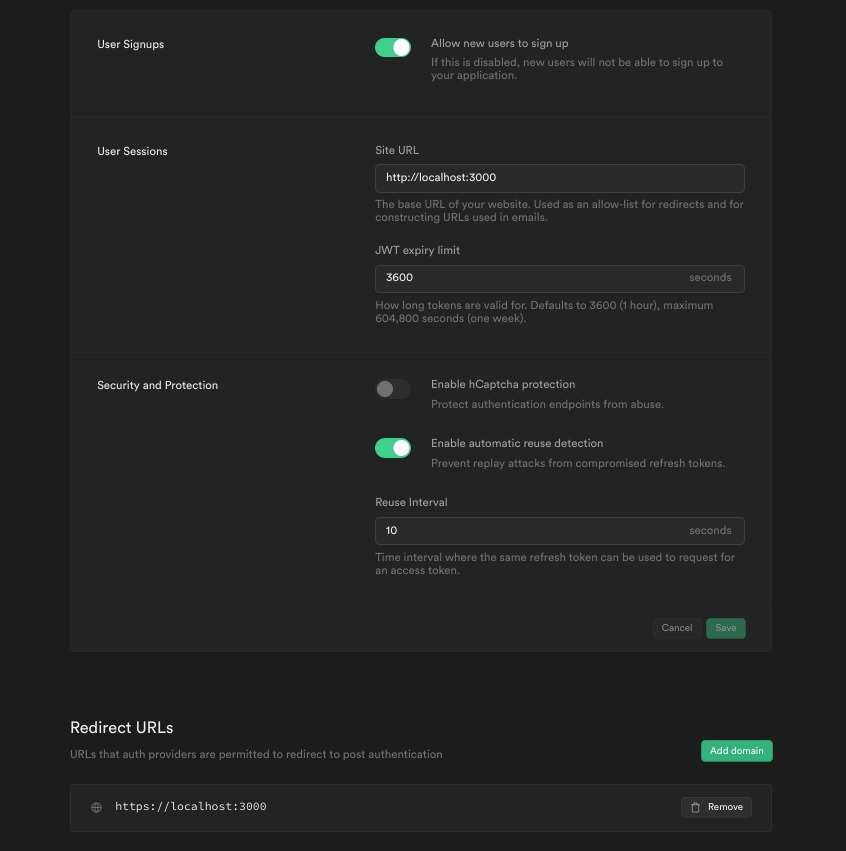 User Signups
Allow new users to sign up
If this is disabled, new users will not be able to sign up to
your application.
User Sessions
Site URL
http://localhost:3000
The base URL of your website. Used as an allow-list for redirects and for
constructing URLs used in emails.
JWT expiry limit
3600 seconds
How long tokens are valid for. Defaults to 3600 (1 hour), maximum
604,800 seconds (one week).
Security and Protection
Enable hCaptcha protection
Protect authentication endpoints from abuse.
Enable automatic reuse detection
Prevent replay attacks from compromised refresh tokens.
Reuse Interval
10 seconds
Time interval where the same refresh token can be used to request for
an access token.
Cancel Save
Redirect URLs
URLs that auth providers are permitted to redirect to post authentication
Add domain
https://localhost:3000 Remove